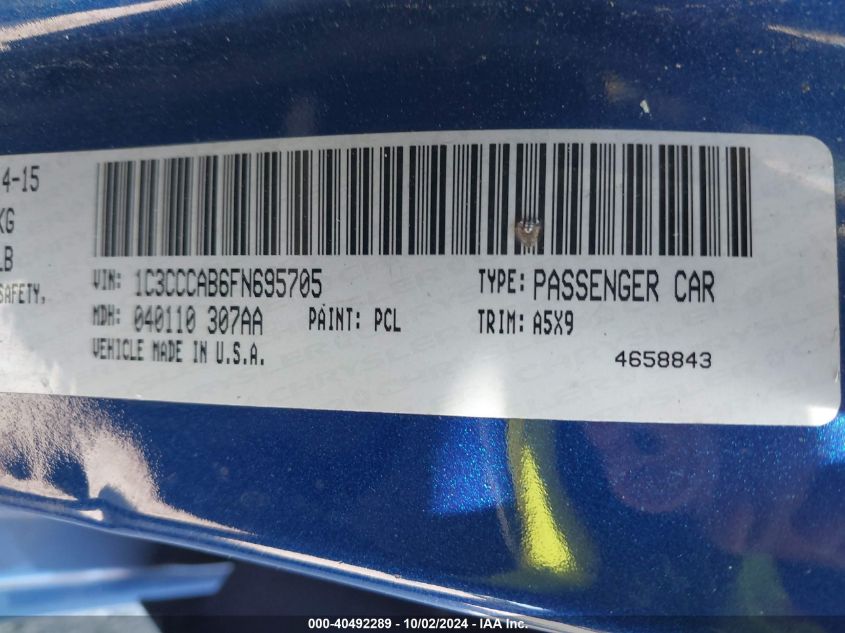 4-15
KG
LB
SAFETY,
VIN: 1C3CCCAB6FN695705 TYPE: PASSENGER CAR
MDH: 040110 307AA PAINT: PCL TRIM: A5X9
VEHICLE MADE IN U.S.A. 4658843
000-40492289 - 10/02/2024 - IAA Inc.